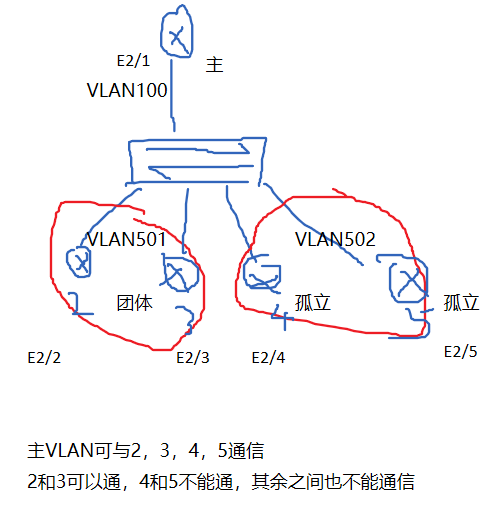 E2/1
主
VLAN100
VLAN501
VLAN502
团体
孤立
孤立
E2/2
E2/3
E2/4
E2/5
主VLAN可与2，3，4，5通信
2和3可以通，4和5不能通，其余之间也不能通信